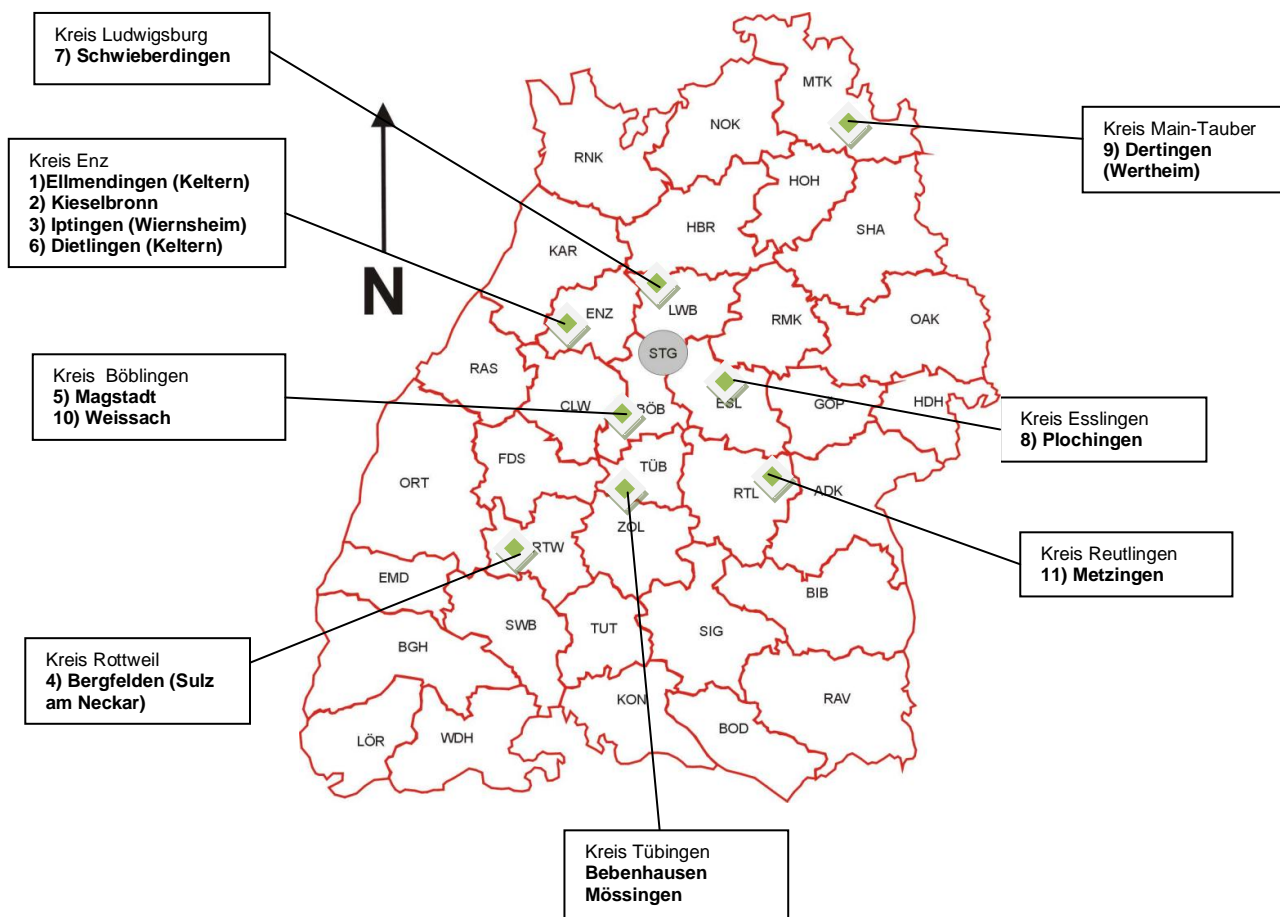 Kreis Ludwigsburg
7) Schwieberdingen
Kreis Enz
1)Ellmendingen (Keltern)
2) Kieselbronn
3) Iptingen (Wiernsheim)
6) Dietlingen (Keltern)
Kreis Böblingen
5) Magstadt
10) Weissach
Kreis Rottweil
4) Bergfelden (Sulz
am Neckar)
Kreis Main-Tauber
9) Dertingen
(Wertheim)
Kreis Esslingen
8) Plochingen
Kreis Reutlingen
11) Metzingen
Kreis Tübingen
Bebenhausen
Mössingen
N
MTK
NOK
RNK
HOH
HBR
SHA
KAR
ENZ
LWB
RMK
OAK
STG
RAS
CLW
BÖB
ESL
GÖP
HDH
FDS
TÜB
ORT
RTL
ADK
ZOL
RTW
EMD
BIB
SWB
TUT
SIG
BGH
KON
RAV
BOD
LÖR
WDH